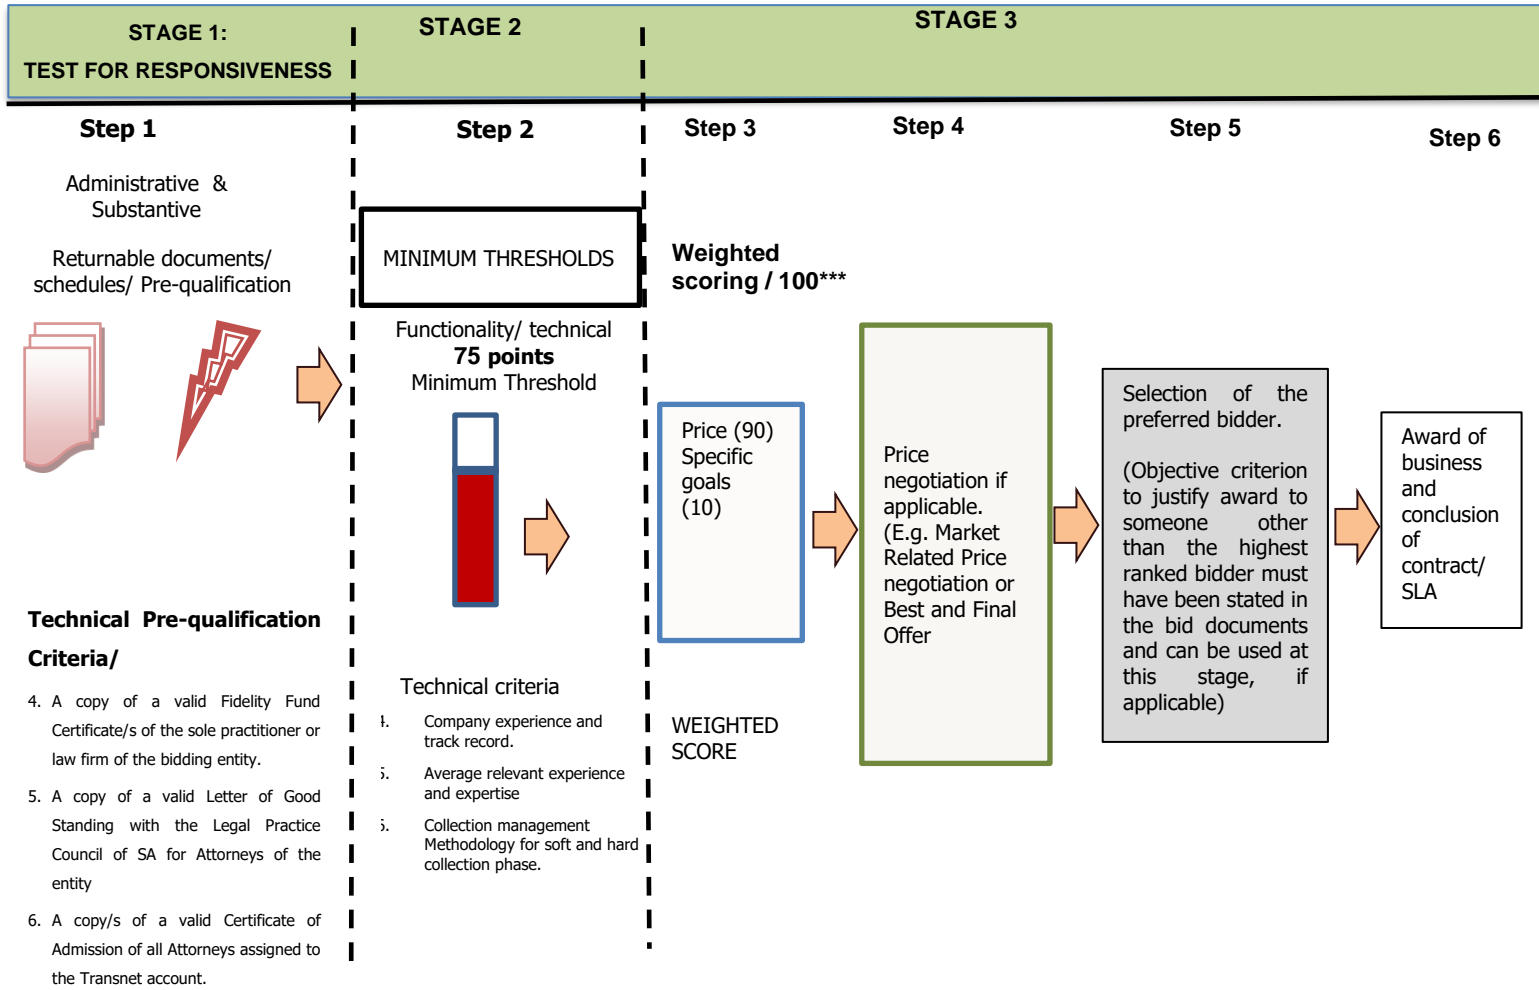 STAGE 1:
TEST FOR RESPONSIVENESS
STAGE 2
STAGE 3
Step 1
Administrative &
Substantive
Returnable documents/
schedules/ Pre-qualification
Technical Pre-qualification
Criteria/
4. A copy of a valid Fidelity Fund
Certificate/s of the sole practitioner or
law firm of the bidding entity.
5. A copy of a valid Letter of Good
Standing with the Legal Practice
Council of SA for Attorneys of the
entity
6. A copy/s of a valid Certificate of
Admission of all Attorneys assigned to
the Transnet account.
Step 2
MINIMUM THRESHOLDS
Functionality/ technical
75 points
Minimum Threshold
Technical criteria
4. Company experience and
track record.
5. Average relevant experience
and expertise
Collection management
Methodology for soft and hard
collection phase.
Step 3
Weighted
scoring / 100***
Price (90)
Specific
goals
(10)
WEIGHTED
SCORE
Step 4
Price
negotiation if
applicable.
(E.g. Market
Related Price
negotiation or
Best and Final
Offer
Step 5
Selection of the
preferred bidder.
(Objective criterion
to justify award to
someone other
than the highest
ranked bidder must
have been stated in
the bid documents
and can be used at
this stage, if
applicable)
Step 6
Award of
business
and
conclusion
of
contract/
SLA